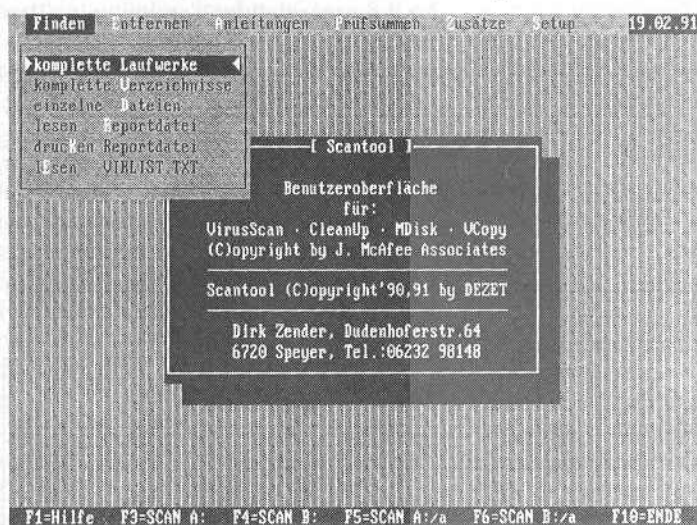 Finden Entfernen Anleitungen Prüfsummen Zusätze Setup 19.02.91
komplette Laufwerke
komplette Verzeichnisse
einzelne Dateien
lesen Reportdatei
drucKen Reportdatei
lEsen VIRLIST.TXT
[ Scantool ]
Benutzeroberfläche
für:
VirusScan · CleanUp · MDisk · VCopy
(C)opyright by J. McAfee Associates
Scantool (C)opyright'90,91 by DEZET
Dirk Zender, Dudenhoferstr.64
6720 Speyer, Tel.:06232 98148
F1=Hilfe F3=SCAN A: F4=SCAN B: F5=SCAN A:/a F6=SCAN B:/a F10=ENDE